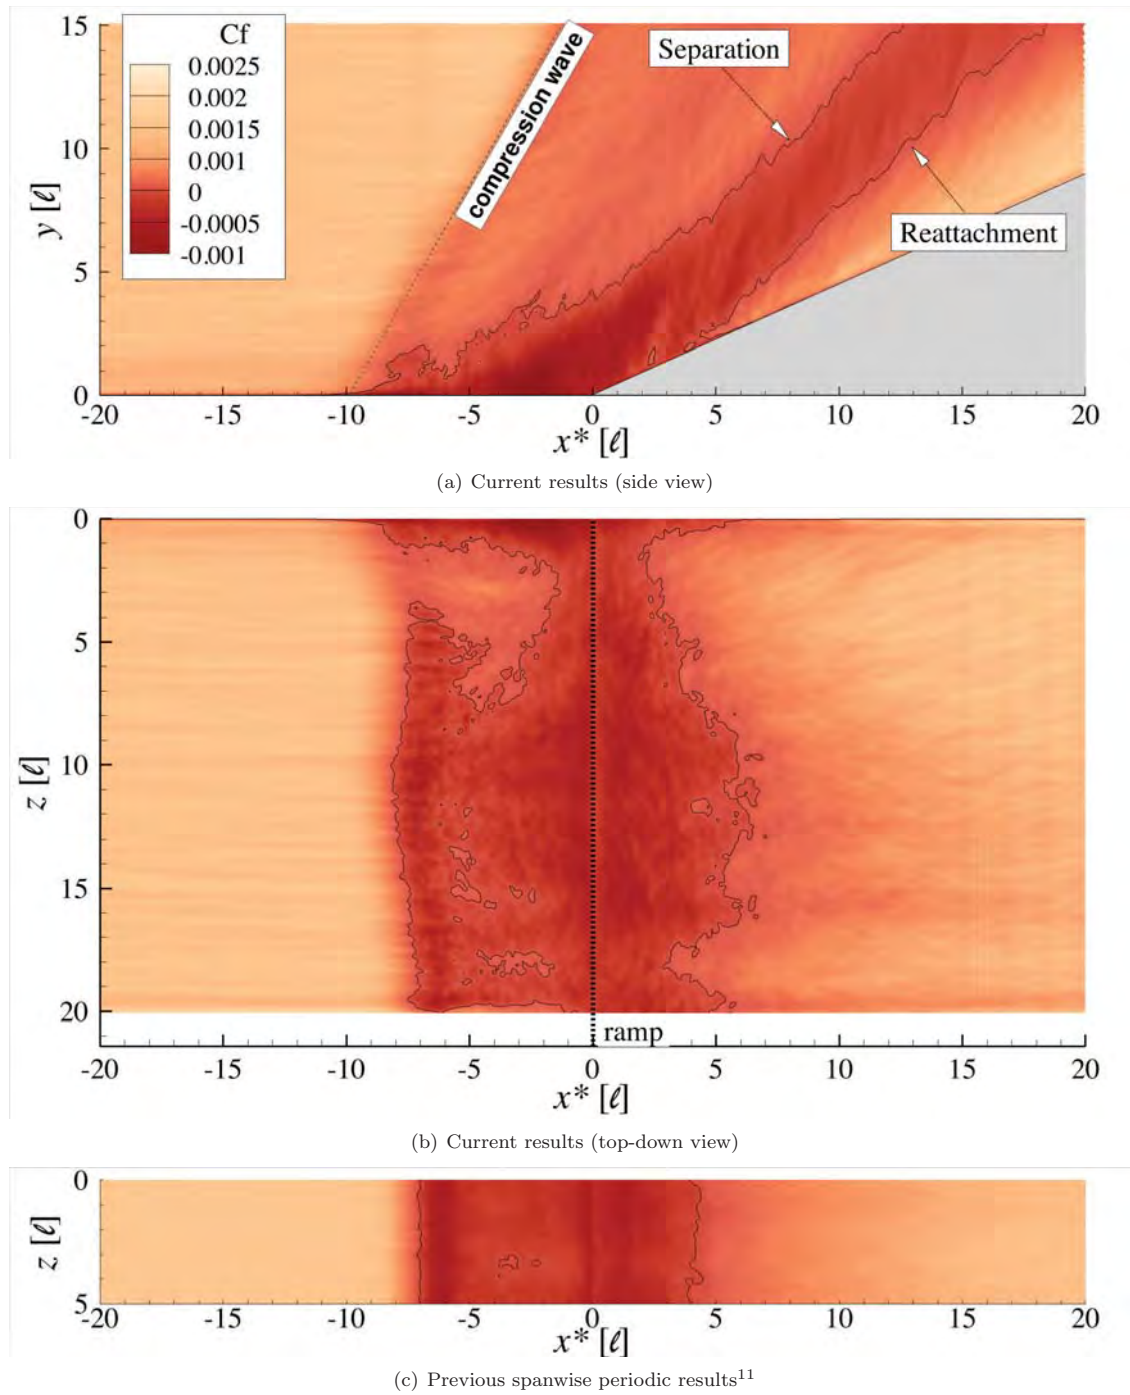 15
10
5
0
y [ℓ]
Cf
0.0025
0.002
0.0015
0.001
0
-0.0005
-0.001
compression wave
Separation
Reattachment
-20 -15 -10 -5 0 5 10 15 20
x* [ℓ]
(a) Current results (side view)
0
5
10
15
20
z [ℓ]
ramp
-20 -15 -10 -5 0 5 10 15 20
x* [ℓ]
(b) Current results (top-down view)
0
5
z [ℓ]
-20 -15 -10 -5 0 5 10 15 20
x* [ℓ]
(c) Previous spanwise periodic results¹¹